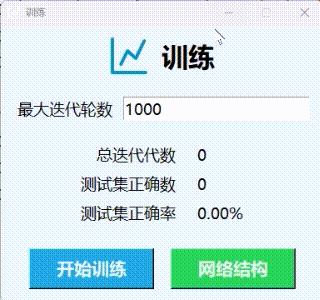 训练
训练
最大迭代轮数 1000
总迭代代数 0
测试集正确数 0
测试集正确率 0.00%
开始训练 网络结构